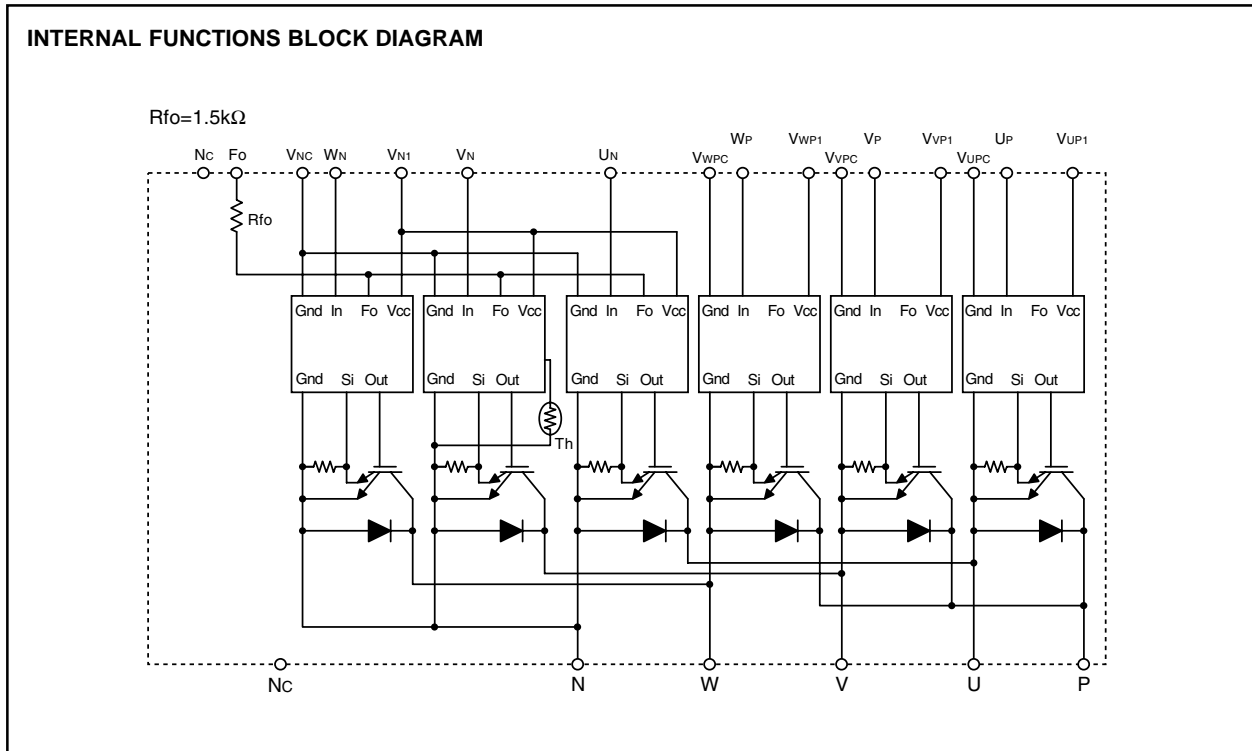 INTERNAL FUNCTIONS BLOCK DIAGRAM
Rfo=1.5kΩ
NC FO VNC WN VN1 VN UN VWPC WP VWP1 VVPC VP VVP1 VUPC UP VUP1
Rfo
Gnd In Fo Vcc Gnd In Fo Vcc Gnd In Fo Vcc Gnd In Fo Vcc Gnd In Fo Vcc Gnd In Fo Vcc
Gnd Si Out Gnd Si Out Gnd Si Out Gnd Si Out Gnd Si Out Gnd Si Out
Th
NC N W V U P